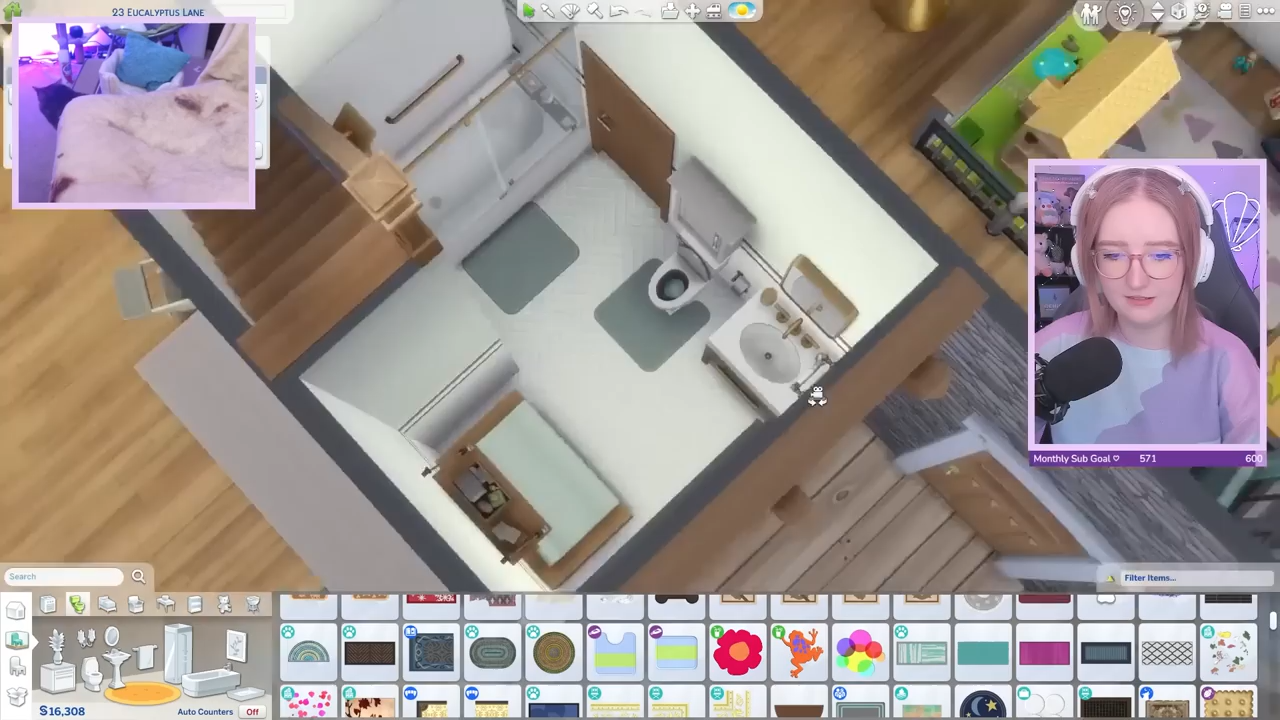 23 EUCALYPTUS LANE
Monthly Sub Goal ♡ 571 600
Search
Filter Items...
$16,308
Auto Counters Off